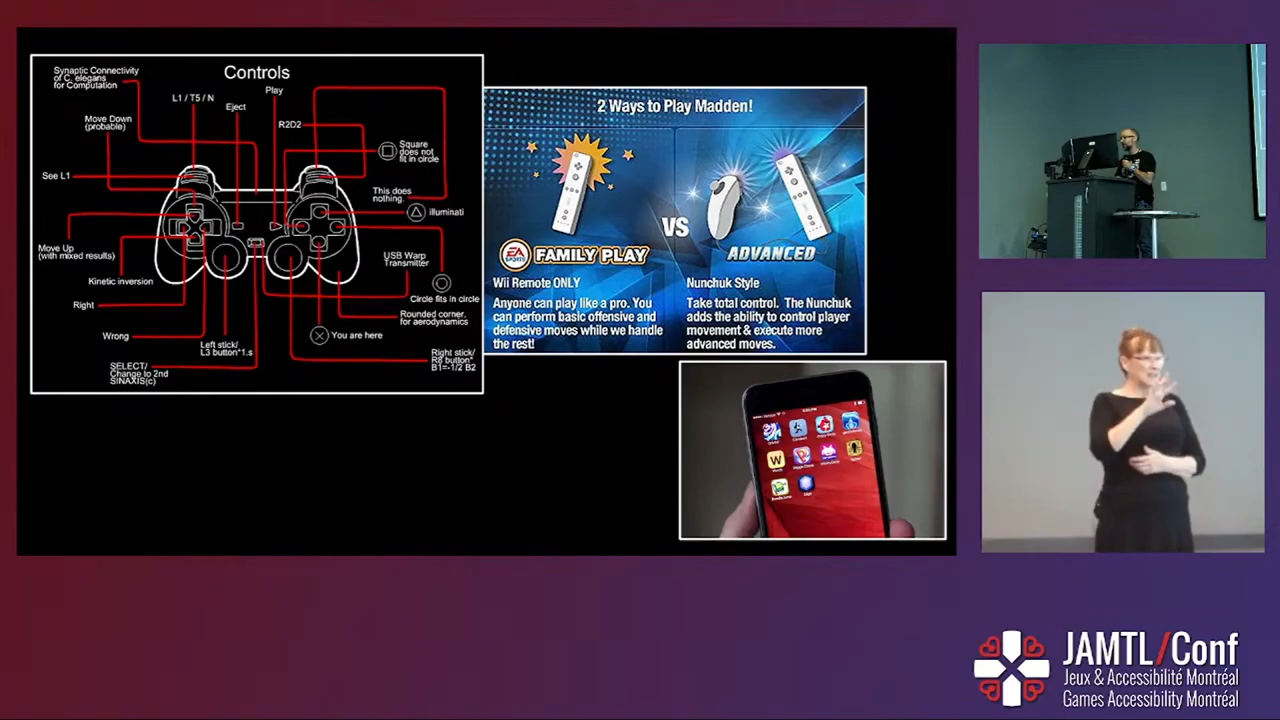 Controls
Synaptic Connectivity
of C. elegans
for Computation
L1 / T5 / N
Play
Eject
Move Down
(probable)
R2D2
Square
does not
fit in circle
See L1
This does
nothing.
illuminati
Move Up
(with mixed results)
USB Warp
Transmitter
Kinetic inversion
Circle fits in circle
Right
Rounded corner,
for aerodynamics
Wrong
You are here
Left stick/
L3 button*1.s
Right stick/
R8 button*
B1=-1/2 B2
SELECT/
Change to 2nd
SINAXIS(c)
2 Ways to Play Madden!
VS
EA
SPORTS
FAMILY PLAY
ADVANCED
Wii Remote ONLY
Anyone can play like a pro. You
can perform basic offensive and
defensive moves while we handle
the rest!
Nunchuk Style
Take total control. The Nunchuk
adds the ability to control player
movement & execute more
advanced moves.
W
JAMTL/Conf
Jeux & Accessibilité Montréal
Games Accessibility Montréal